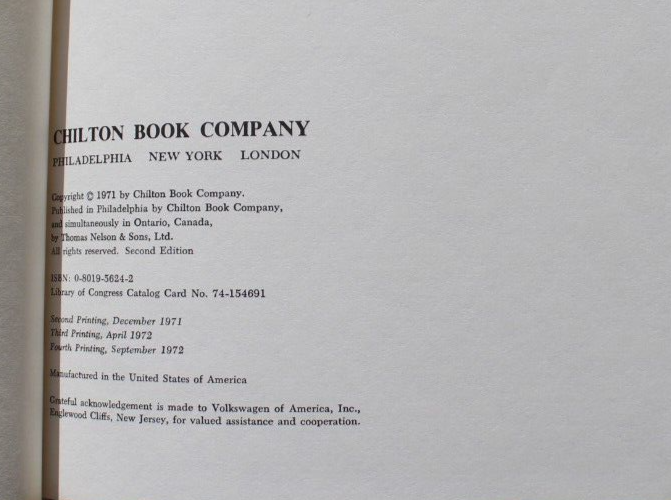 CHILTON BOOK COMPANY
PHILADELPHIA NEW YORK LONDON
Copyright © 1971 by Chilton Book Company.
Published in Philadelphia by Chilton Book Company,
and simultaneously in Ontario, Canada,
by Thomas Nelson & Sons, Ltd.
All rights reserved. Second Edition
ISBN: 0-8019-5624-2
Library of Congress Catalog Card No. 74-154691
Second Printing, December 1971
Third Printing, April 1972
Fourth Printing, September 1972
Manufactured in the United States of America
Grateful acknowledgement is made to Volkswagen of America, Inc.,
Englewood Cliffs, New Jersey, for valued assistance and cooperation.